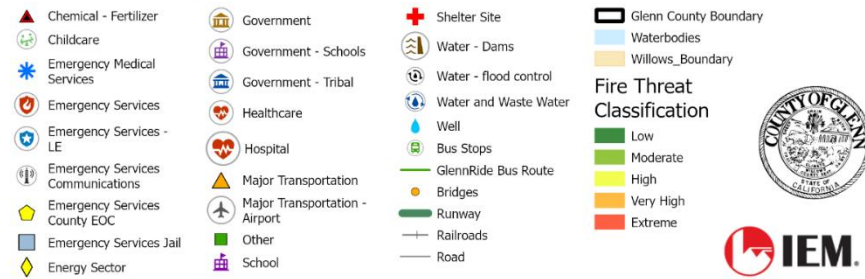 Chemical - Fertilizer
Childcare
Emergency Medical
Services
Emergency Services
Emergency Services -
LE
Emergency Services
Communications
Emergency Services
County EOC
Emergency Services Jail
Energy Sector
Government
Government - Schools
Government - Tribal
Healthcare
Hospital
Major Transportation
Major Transportation -
Airport
Other
School
Shelter Site
Water - Dams
Water - flood control
Water and Waste Water
Well
Bus Stops
GlennRide Bus Route
Bridges
Runway
Railroads
Road
Glenn County Boundary
Waterbodies
Willows_Boundary
Fire Threat
Classification
Low
Moderate
High
Very High
Extreme
COUNTY OF GLENN
STATE OF
CALIFORNIA
IEM.